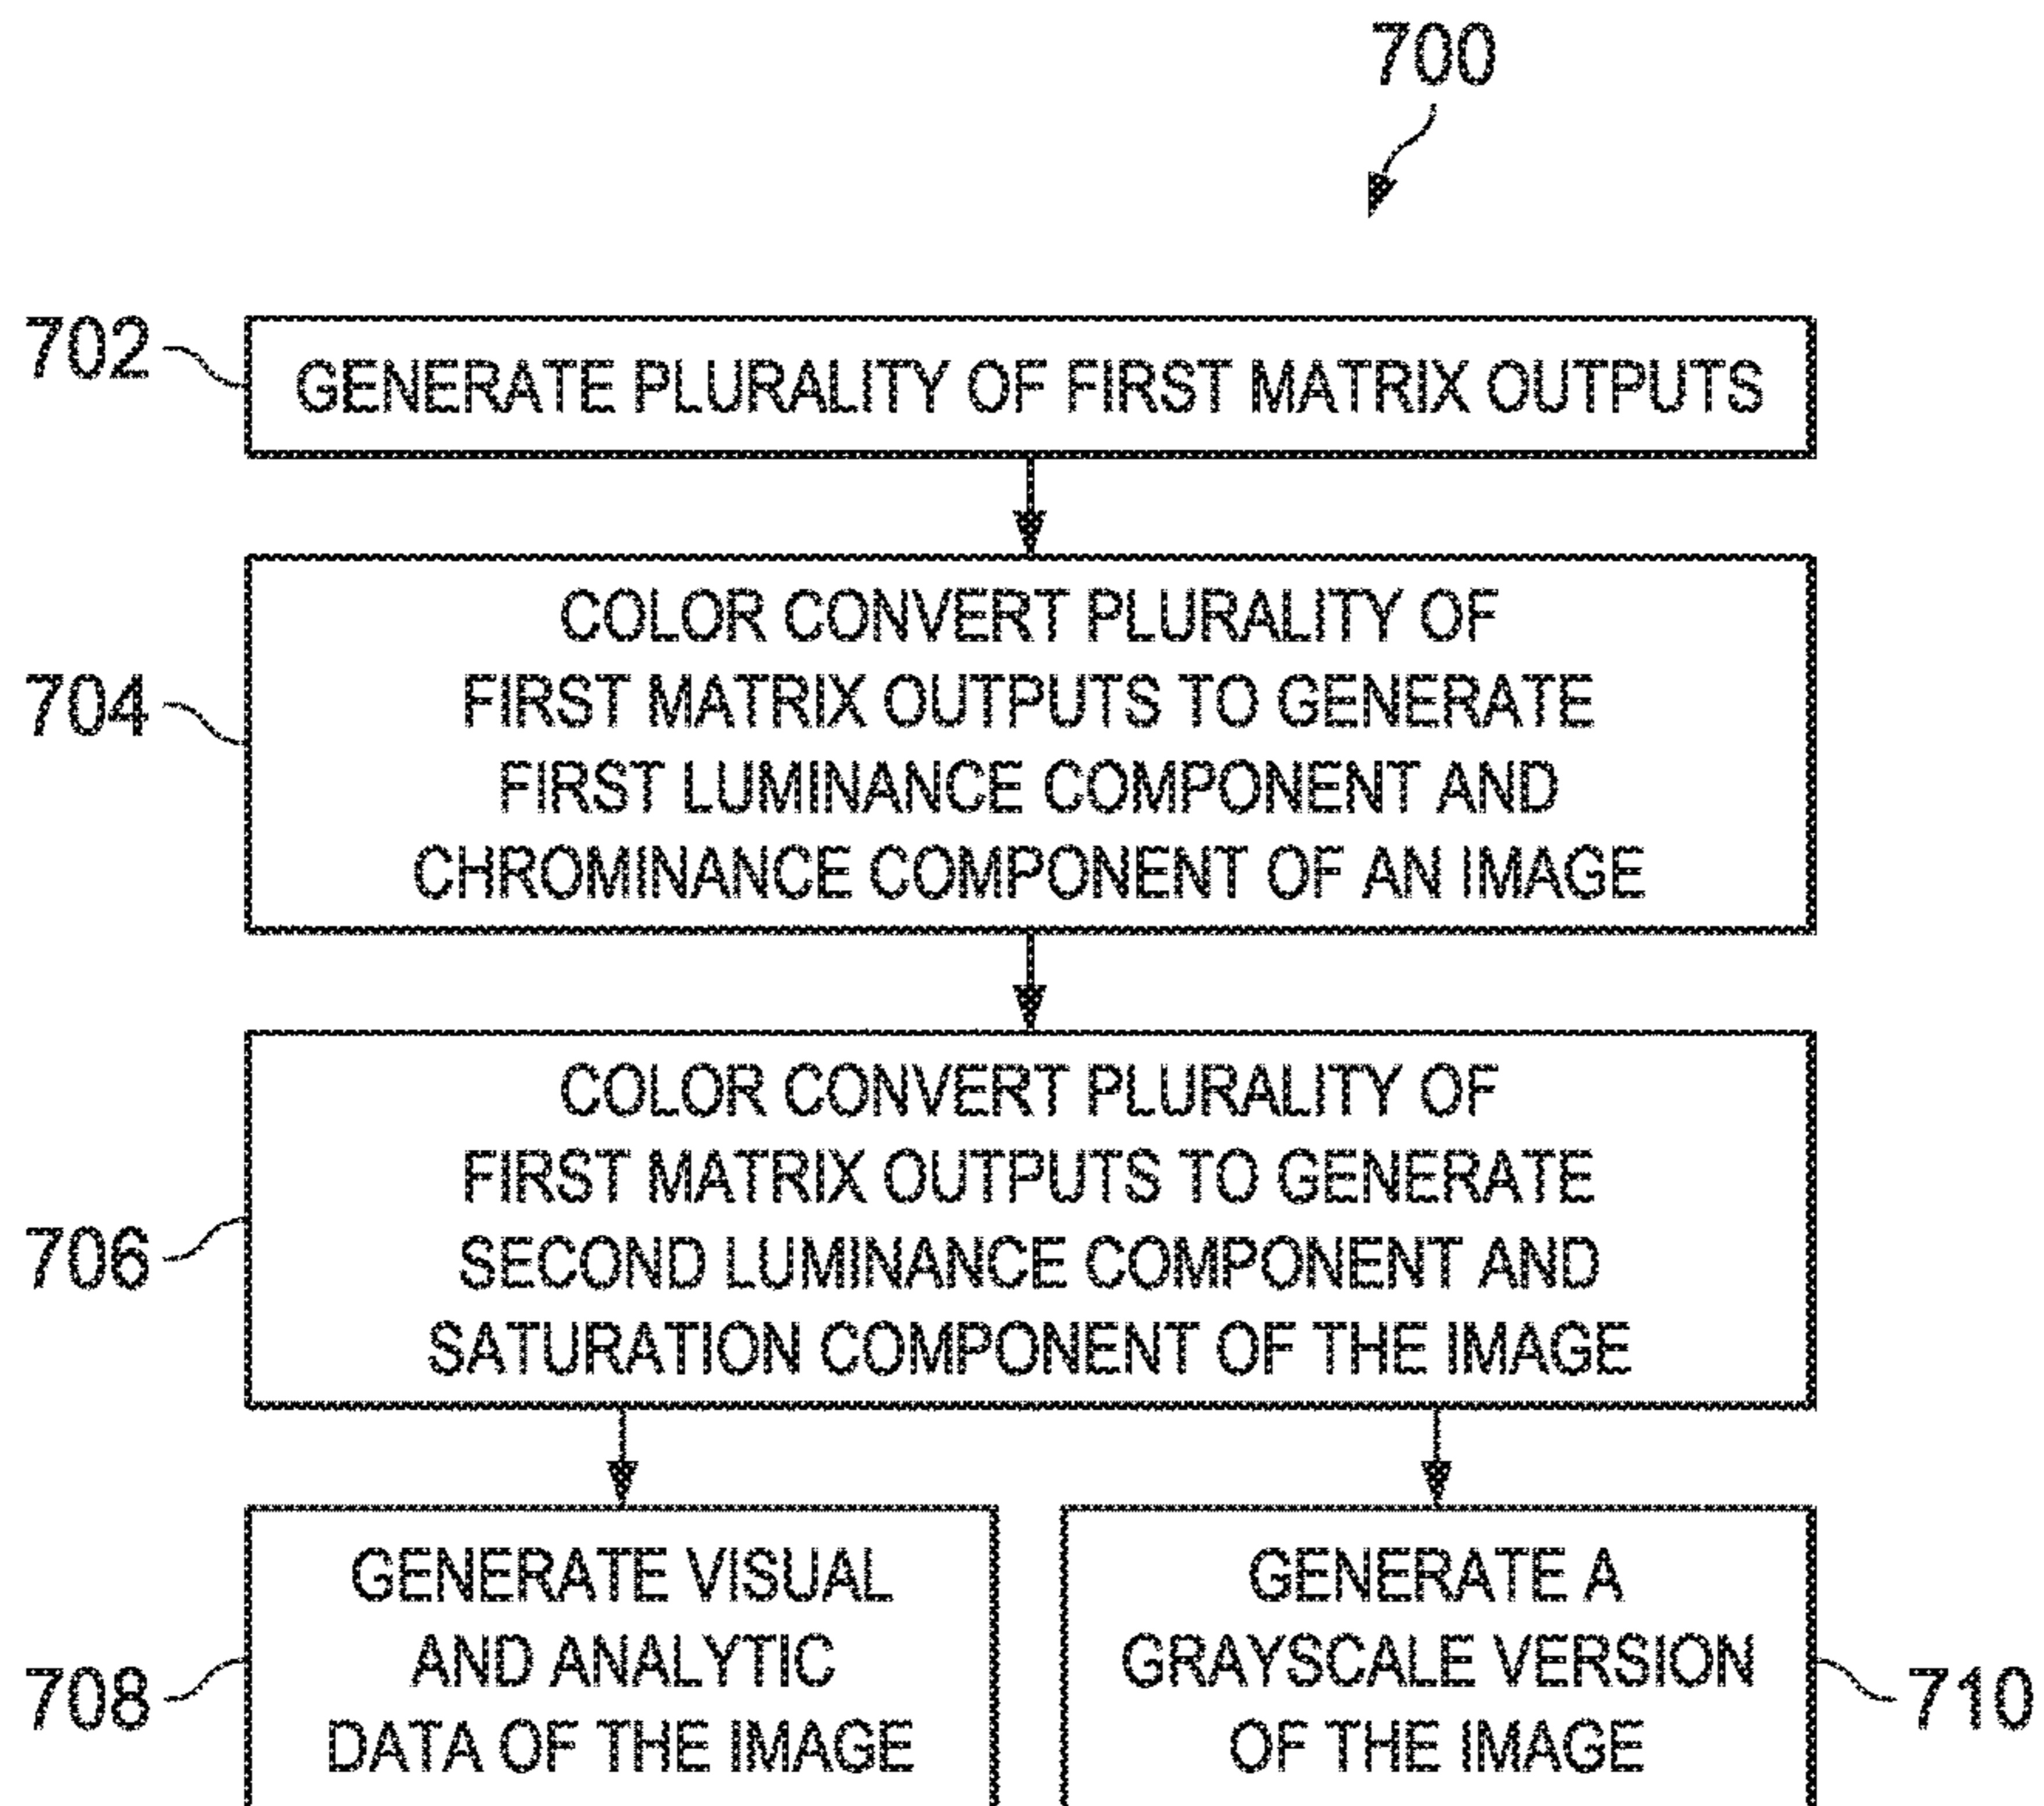 700
702
GENERATE PLURALITY OF FIRST MATRIX OUTPUTS
704
COLOR CONVERT PLURALITY OF
FIRST MATRIX OUTPUTS TO GENERATE
FIRST LUMINANCE COMPONENT AND
CHROMINANCE COMPONENT OF AN IMAGE
706
COLOR CONVERT PLURALITY OF
FIRST MATRIX OUTPUTS TO GENERATE
SECOND LUMINANCE COMPONENT AND
SATURATION COMPONENT OF THE IMAGE
708
GENERATE VISUAL
AND ANALYTIC
DATA OF THE IMAGE
GENERATE A
GRAYSCALE VERSION
OF THE IMAGE
710